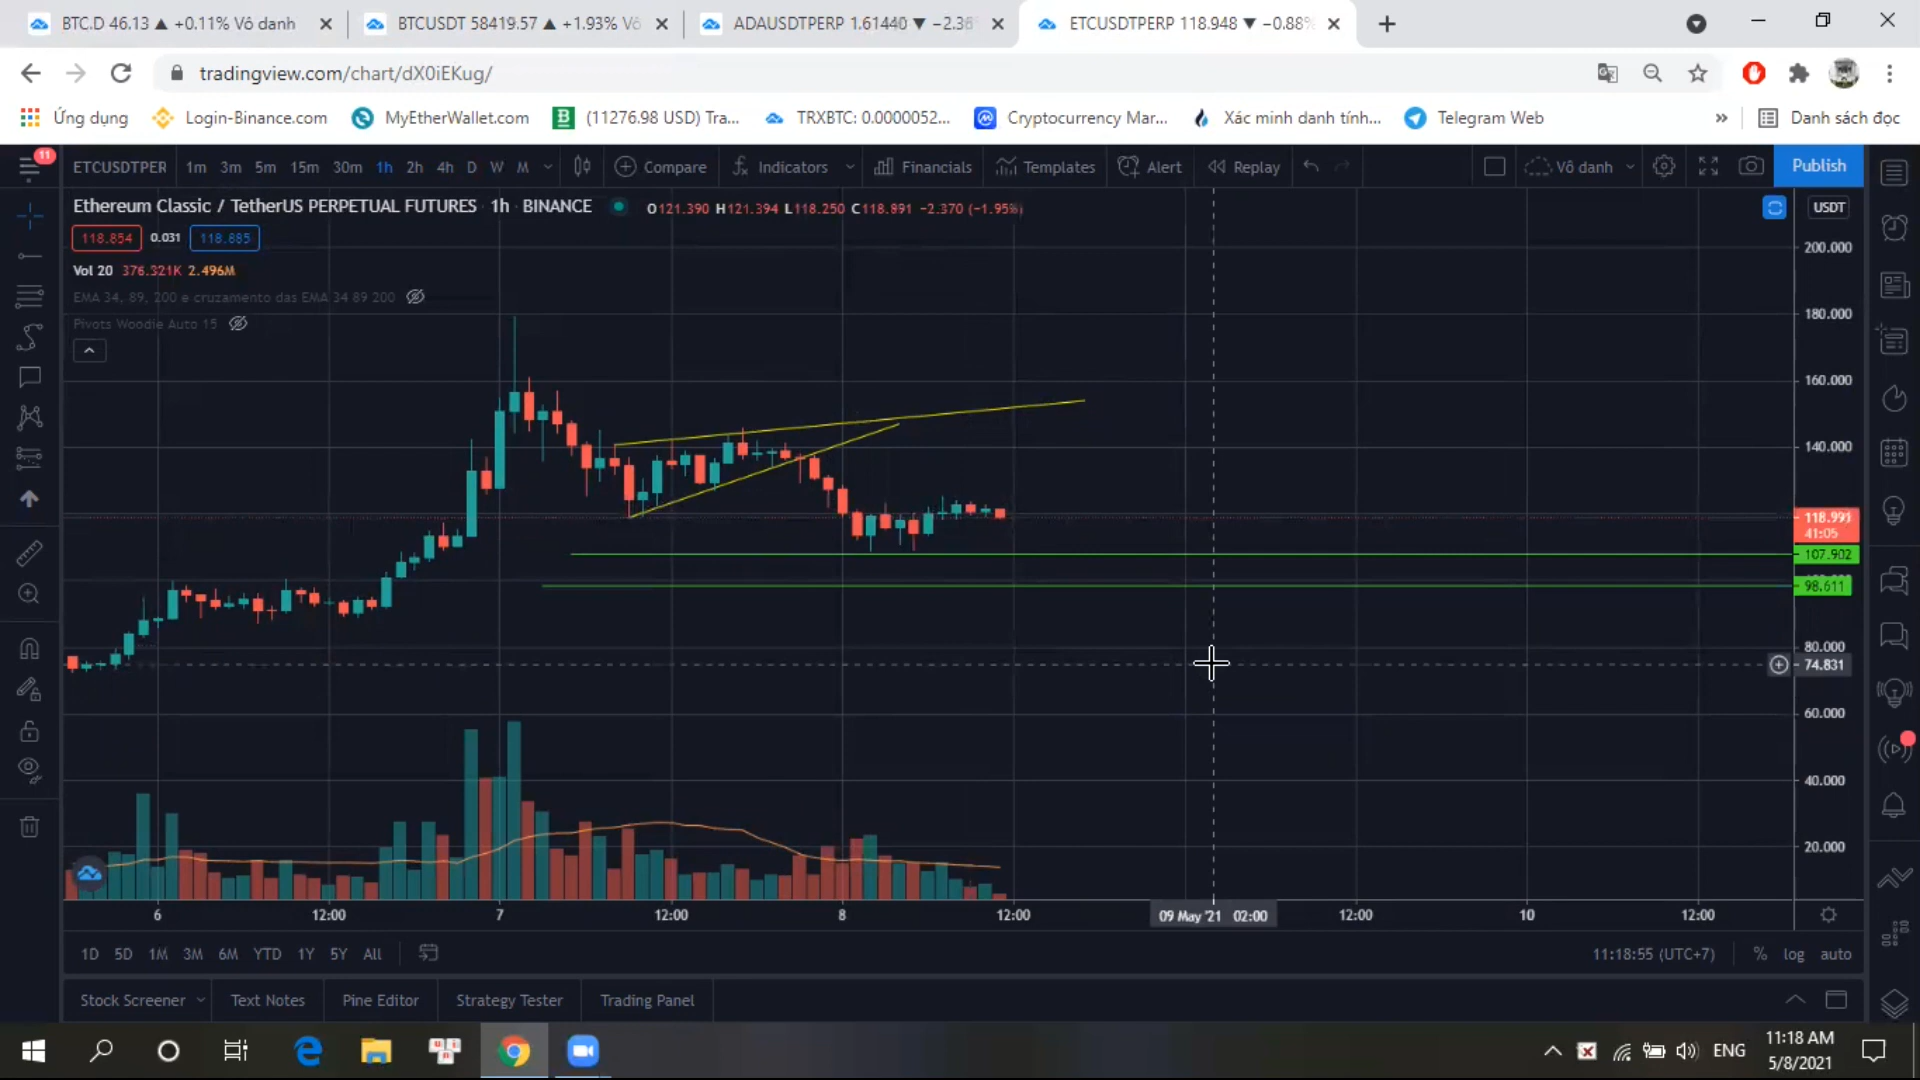 BTC.D 46.13 ▲ +0.11% Vô danh
BTCUSDT 58419.57 ▲ +1.93% Vô
ADAUSDTPERP 1.61440 ▼ −2.36
ETCUSDTPERP 118.948 ▼ −0.88%
tradingview.com/chart/dX0iEKug/
Ứng dụng
Login-Binance.com
MyEtherWallet.com
(11276.98 USD) Tra...
TRXBTC: 0.0000052...
Cryptocurrency Mar...
Xác minh danh tính...
Telegram Web
»
Danh sách đọc
11
ETCUSDTPER
1m 3m 5m 15m 30m 1h 2h 4h D W M
Compare
Indicators
Financials
Templates
Alert
Replay
Vô danh
Publish
Ethereum Classic / TetherUS PERPETUAL FUTURES · 1h · BINANCE
O121.390 H121.394 L118.250 C118.891 −2.370 (−1.95%)
USDT
118.854 0.031 118.885
Vol 20 376.321K 2.496M
EMA 34, 89, 200 e cruzamento das EMA 34 89 200
Pivots Woodie Auto 15
200.000
180.000
160.000
140.000
118.991
41:05
107.902
98.611
80.000
74.831
60.000
40.000
20.000
6 12:00 7 12:00 8 12:00 09 May '21 02:00 12:00 10 12:00
1D 5D 1M 3M 6M YTD 1Y 5Y All
11:18:55 (UTC+7)
% log auto
Stock Screener
Text Notes
Pine Editor
Strategy Tester
Trading Panel
ENG
11:18 AM
5/8/2021